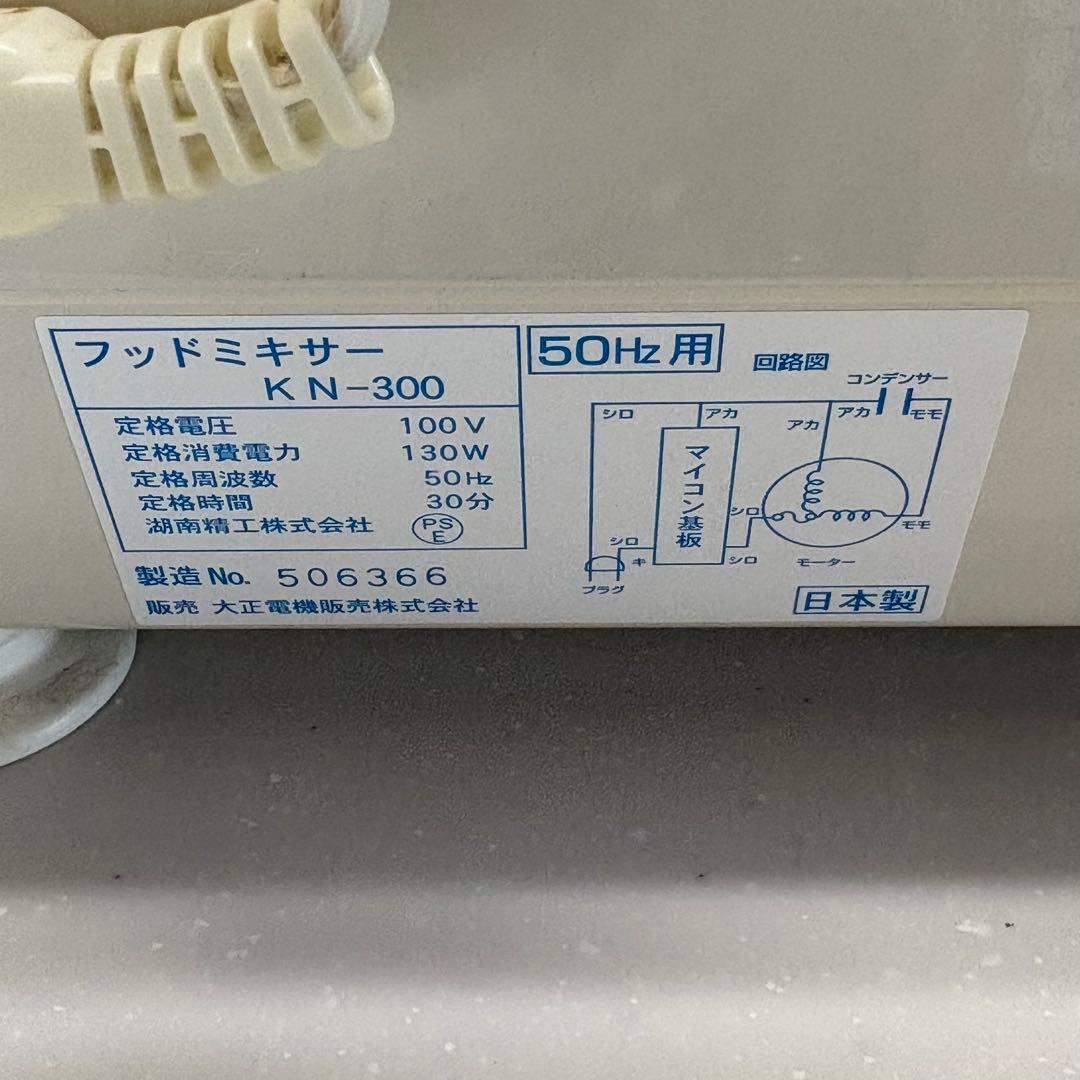 フッドミキサー
KN-300
定格電圧 100V
定格消費電力 130W
定格周波数 50Hz
定格時間 30分
湖南精工株式会社 PSE
製造No. 506366
販売 大正電機販売株式会社
50Hz用
回路図
コンデンサー
シロ アカ アカ アカ モモ
マイコン基板
シロ モモ
シロ キ シロ モーター
プラグ
日本製